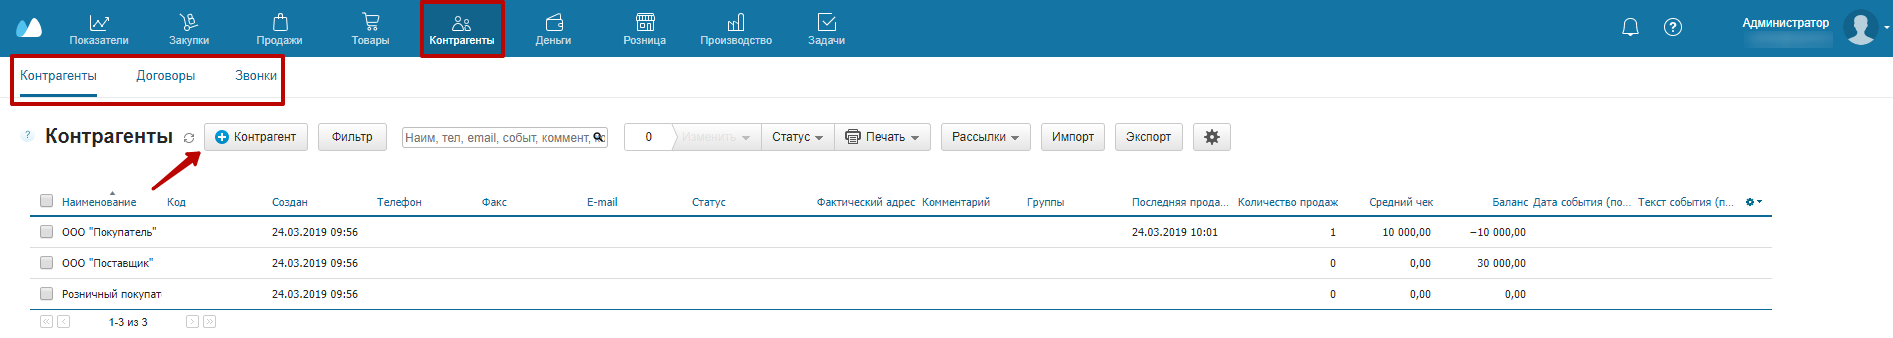 Показатели Закупки Продажи Товары Контрагенты Деньги Розница Производство Задачи Администратор
Контрагенты Договоры Звонки
? Контрагенты Контрагент Фильтр Наим, тел, email, событ, коммент, 0 Изменить Статус Печать Рассылки Импорт Экспорт
Наименование Код Создан Телефон Факс E-mail Статус Фактический адрес Комментарий Группы Последняя прода... Количество продаж Средний чек Баланс Дата события (по... Текст события (п...
ООО "Покупатель" 24.03.2019 09:56 24.03.2019 10:01 1 10 000,00 −10 000,00
ООО "Поставщик" 24.03.2019 09:56 0 0,00 30 000,00
Розничный покупат 24.03.2019 09:56 0 0,00 0,00
1-3 из 3